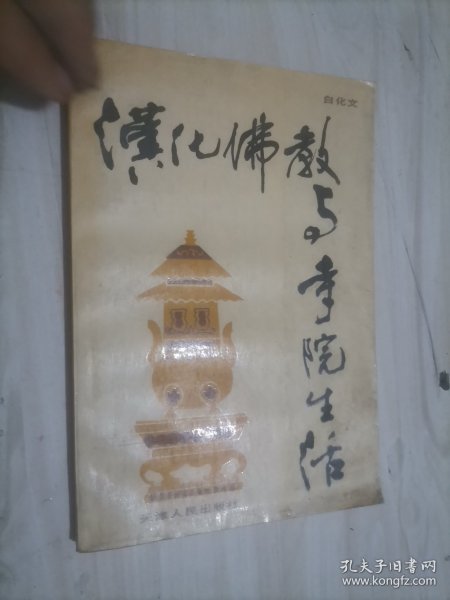 白化文
漢化佛教
与寺院生活
天津人民出版社
孔夫子旧书网
www.kongfz.com